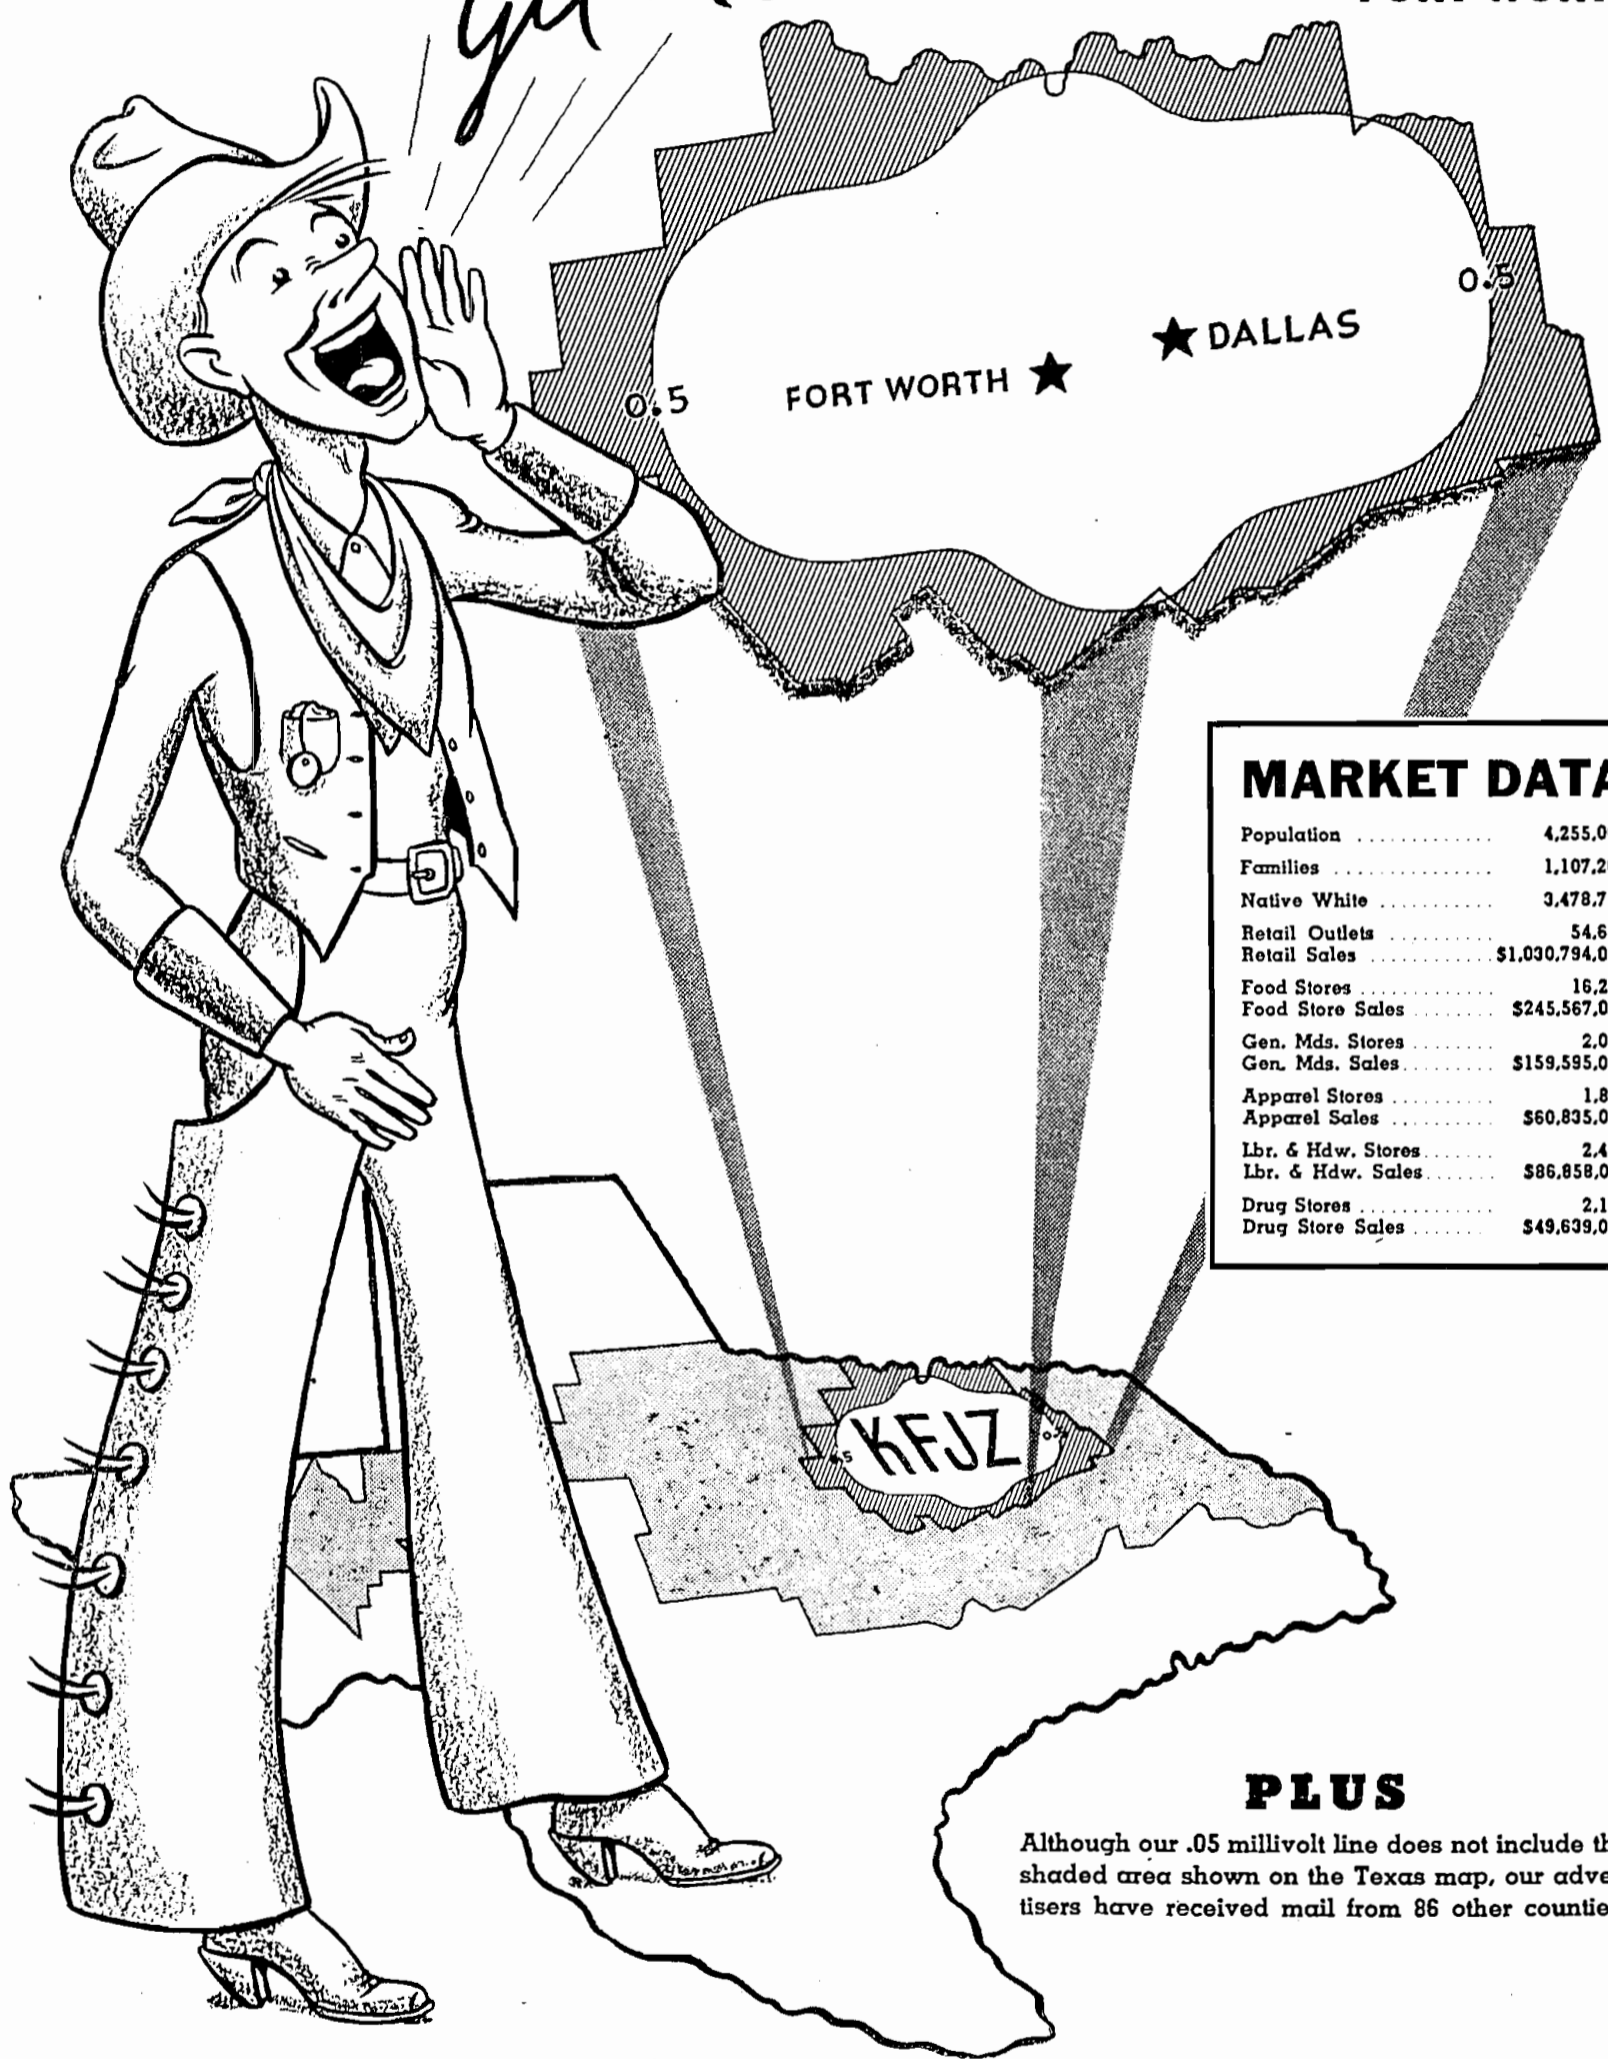 0.5
★ DALLAS
FORT WORTH ★
0.5
MARKET DATA
Population ............. 4,255,0
Families ............... 1,107,2
Native White ........... 3,478,7
Retail Outlets .......... 54,6
Retail Sales ............ $1,030,794,0
Food Stores ............. 16,2
Food Store Sales ........ $245,567,0
Gen. Mds. Stores ........ 2,0
Gen. Mds. Sales......... $159,595,0
Apparel Stores .......... 1,8
Apparel Sales .......... $60,835,0
Lbr. & Hdw. Stores....... 2,4
Lbr. & Hdw. Sales....... $86,858,0
Drug Stores ............. 2,1
Drug Store Sales ....... $49,639,0
KFJZ
PLUS
Although our .05 millivolt line does not include th
shaded area shown on the Texas map, our adve
tisers have received mail from 86 other countie